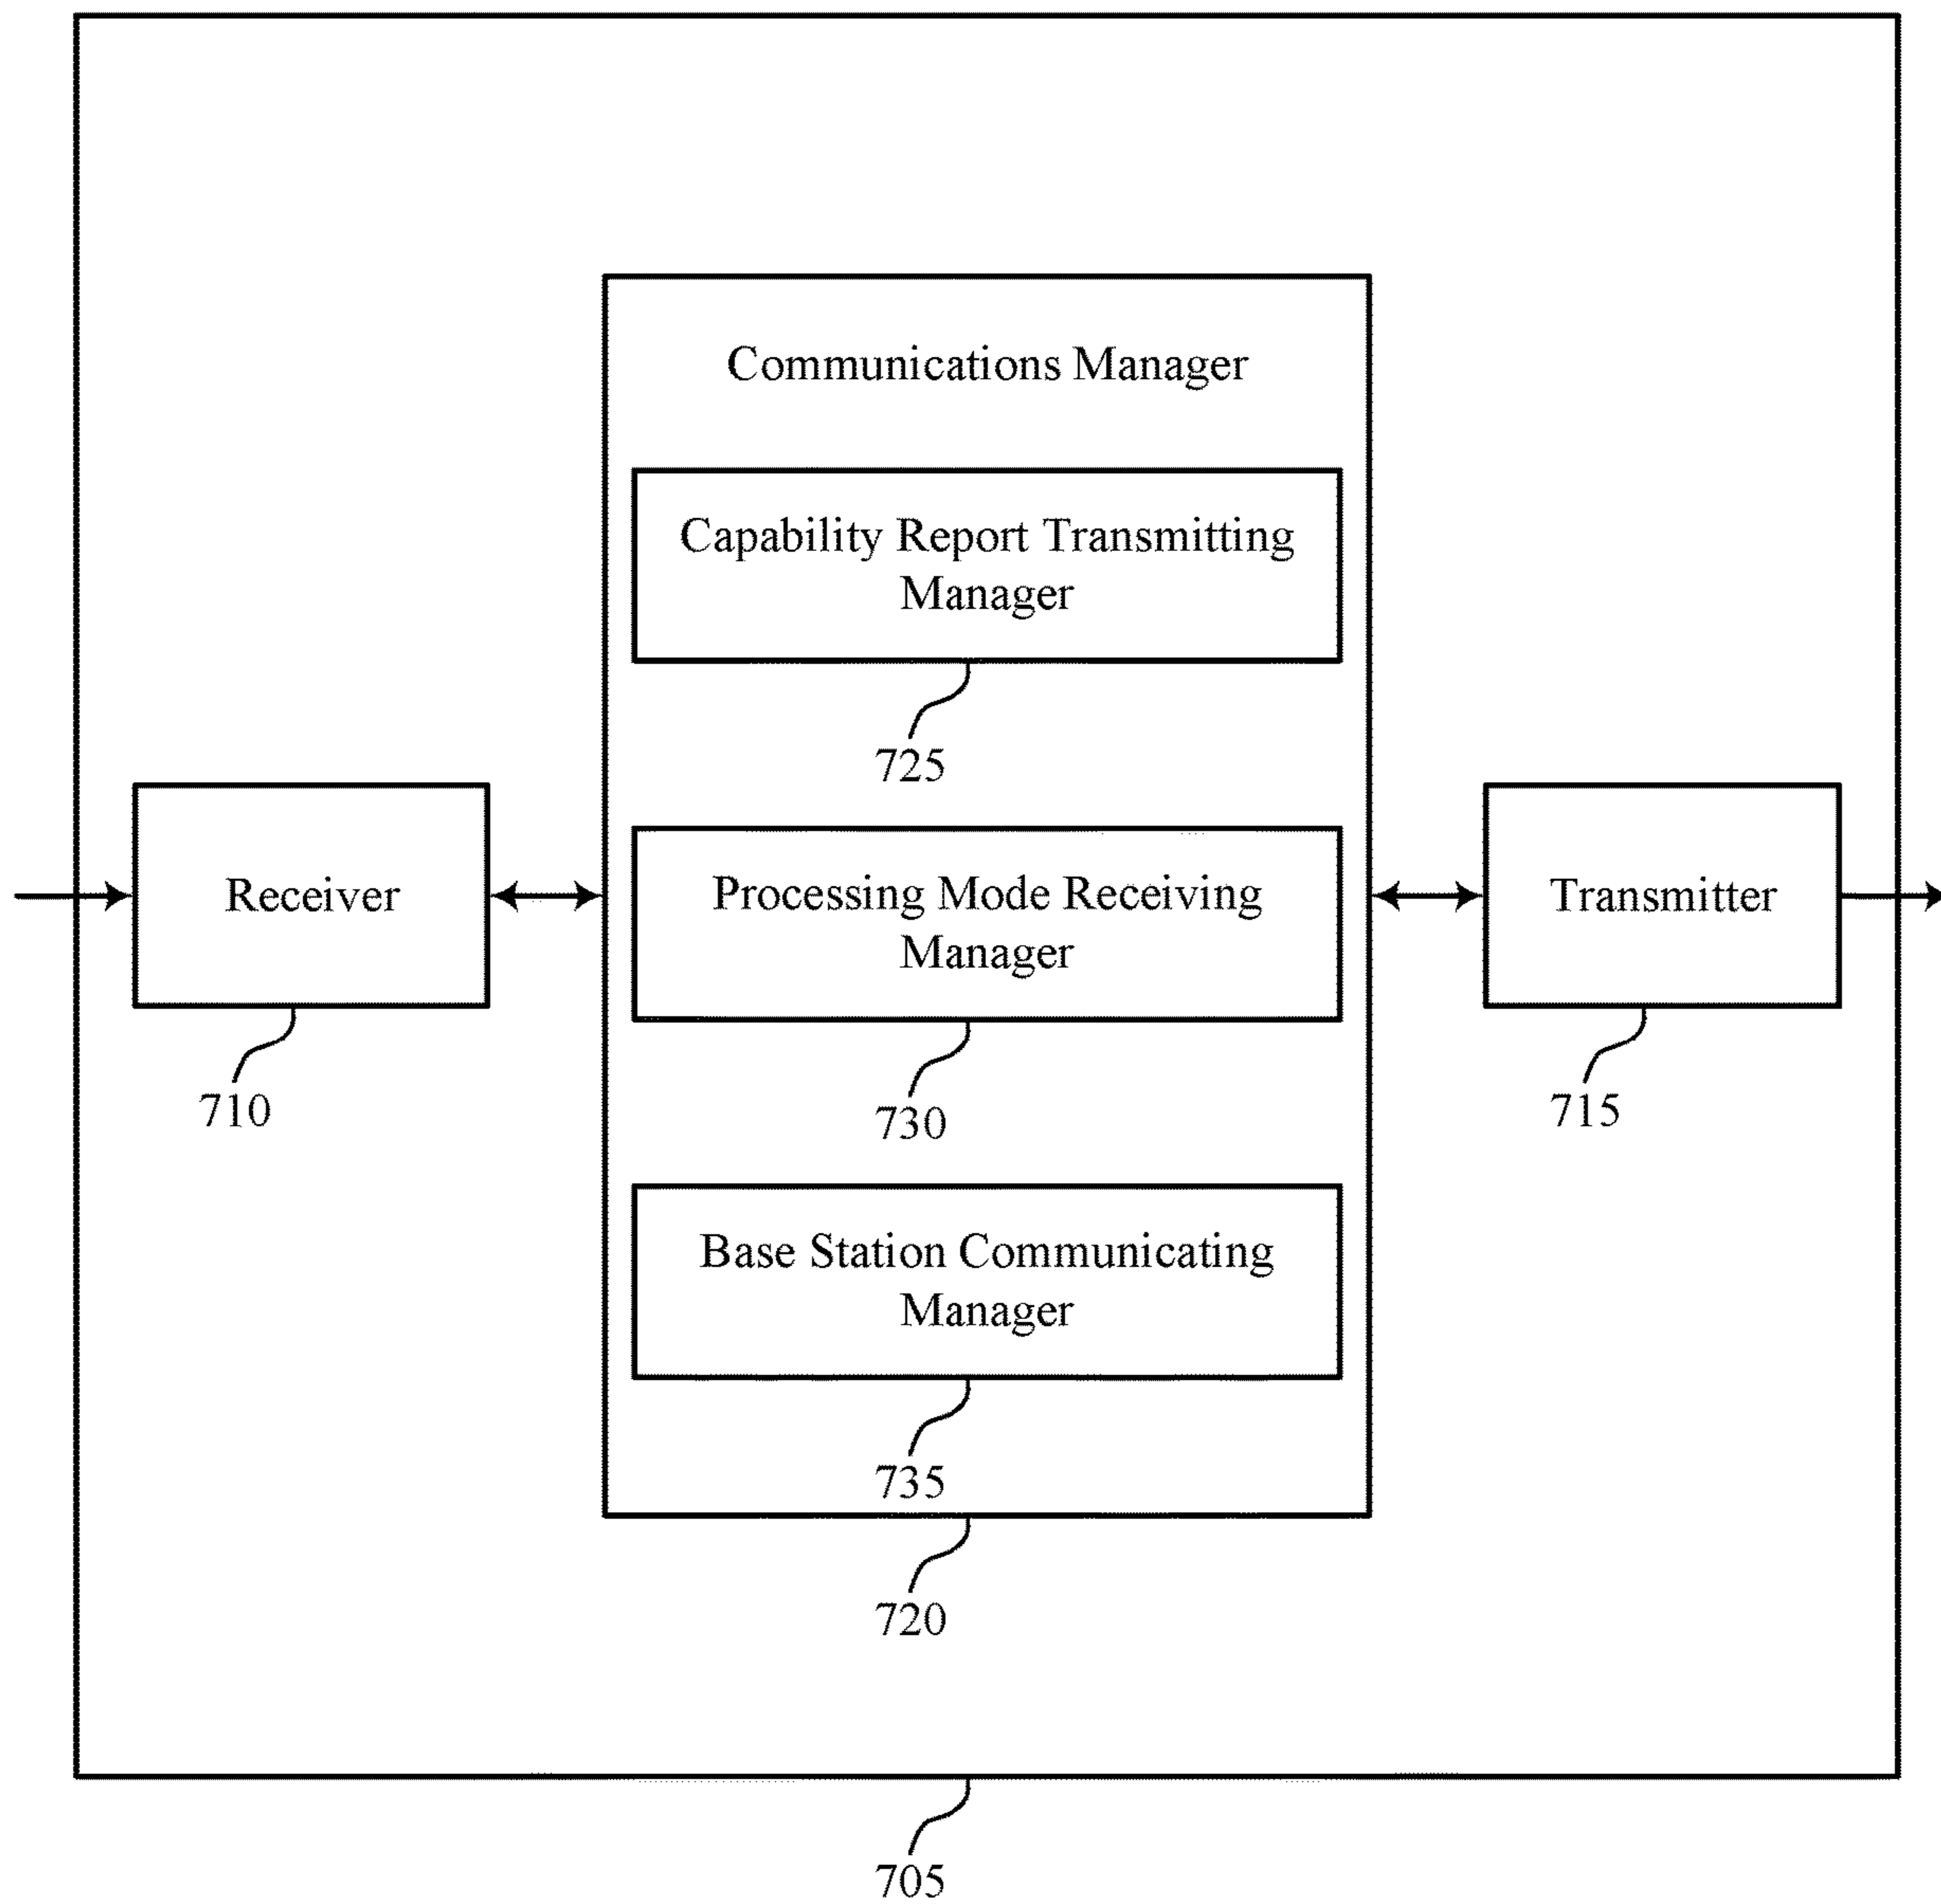 Communications Manager
Capability Report Transmitting
Manager
725
Receiver
710
Processing Mode Receiving
Manager
730
Transmitter
715
Base Station Communicating
Manager
735
720
705